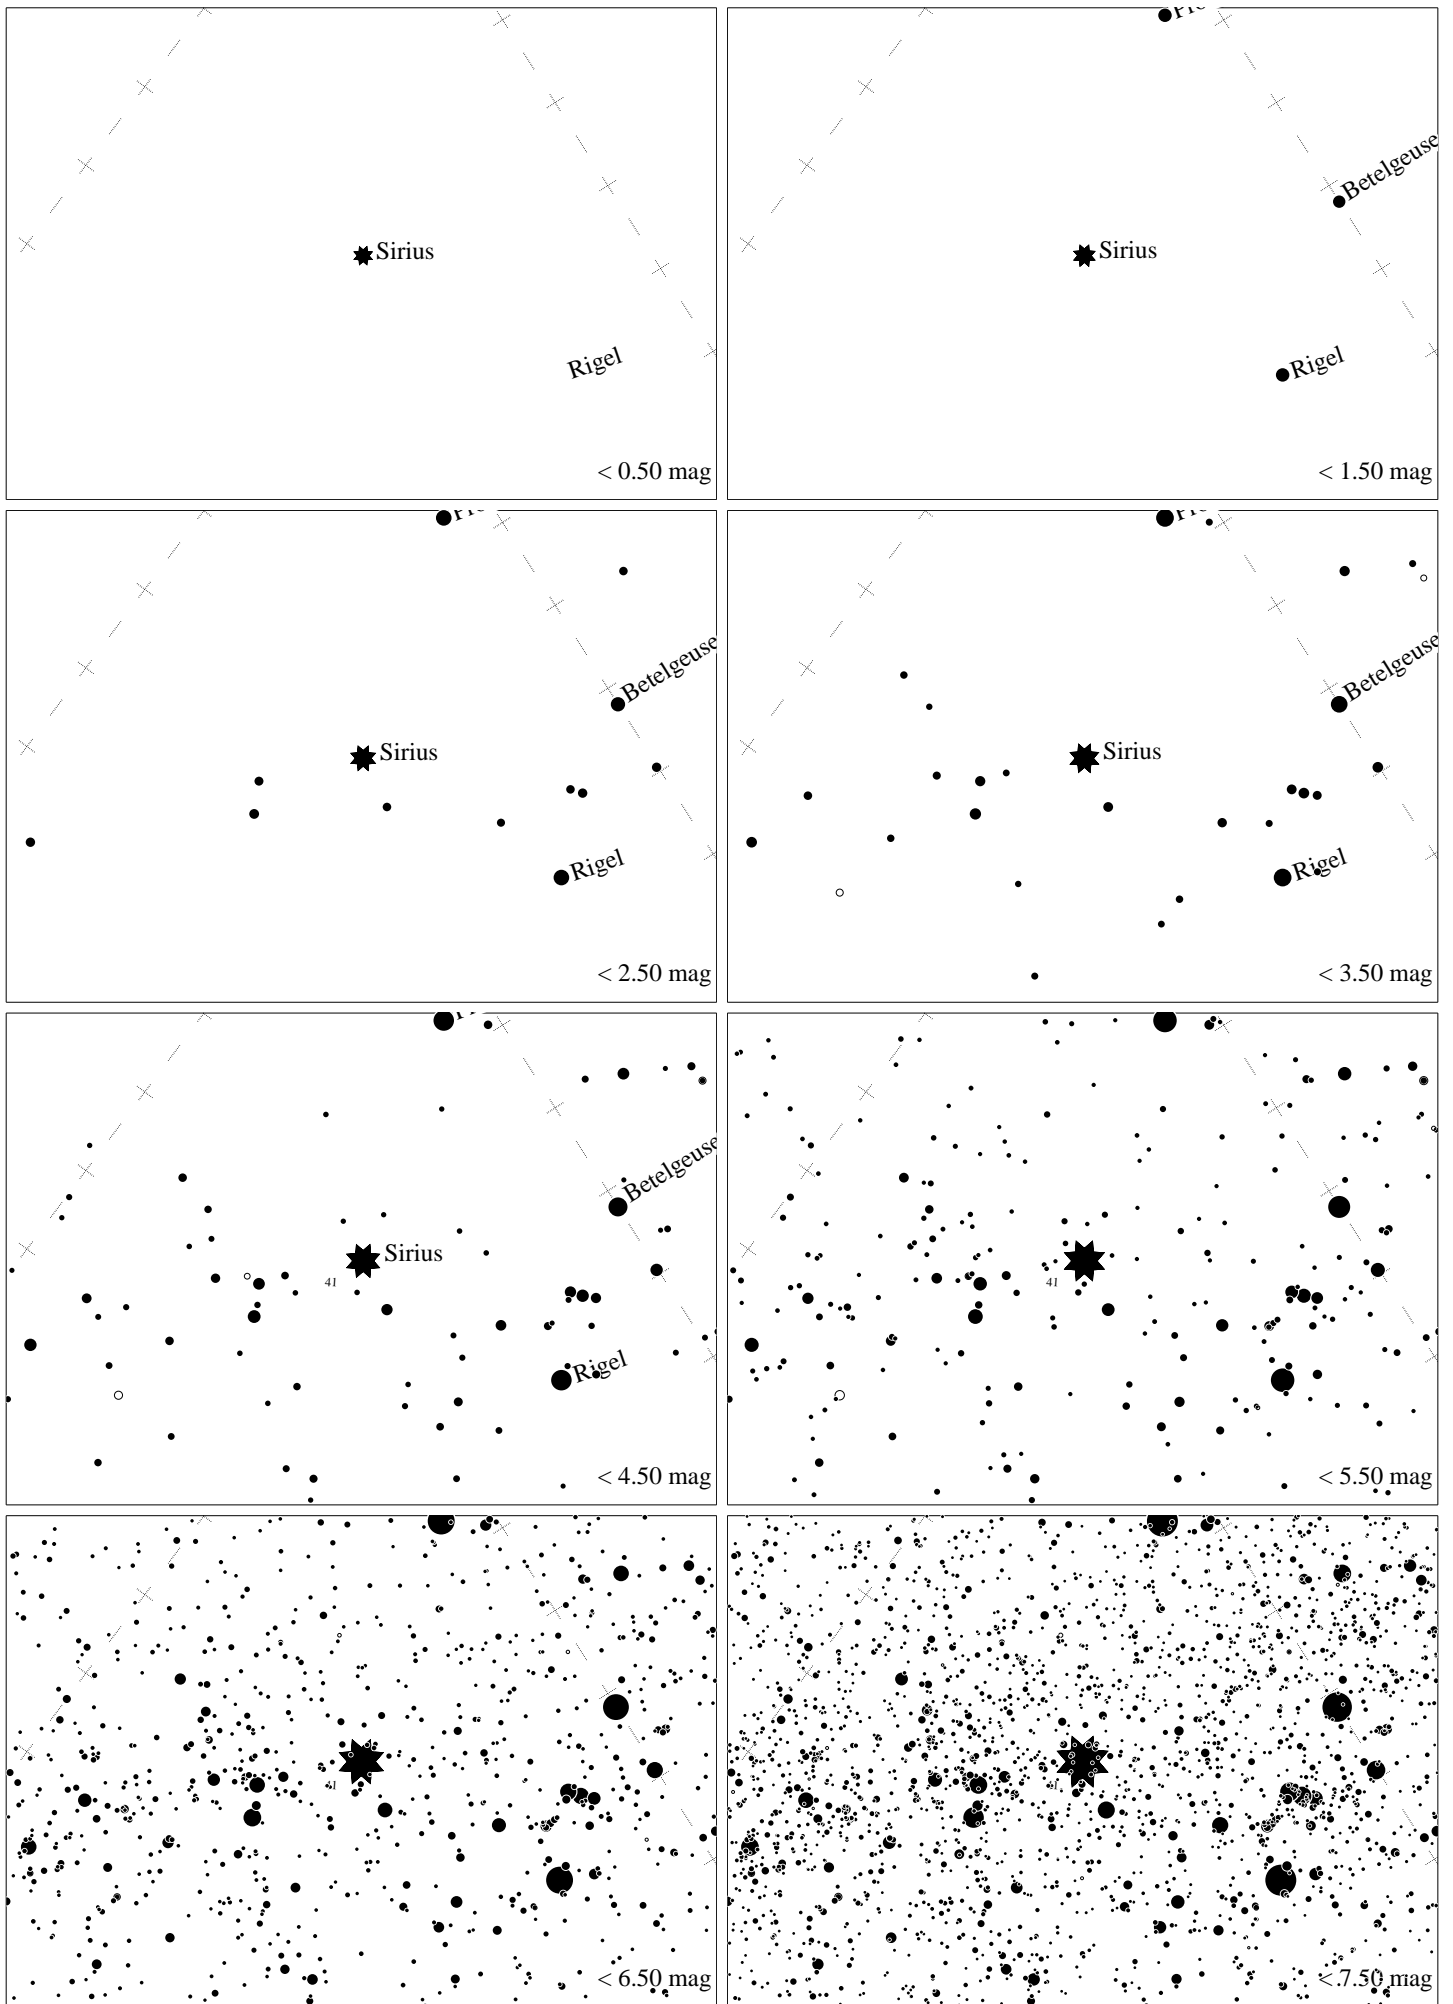 Sirius
Rigel
< 0.50 mag
Betelgeuse
Sirius
Rigel
< 1.50 mag
Betelgeuse
Sirius
Rigel
< 2.50 mag
Betelgeuse
Sirius
Rigel
< 3.50 mag
Betelgeuse
Sirius
41
Rigel
< 4.50 mag
41
< 5.50 mag
41
< 6.50 mag
< 7.50 mag